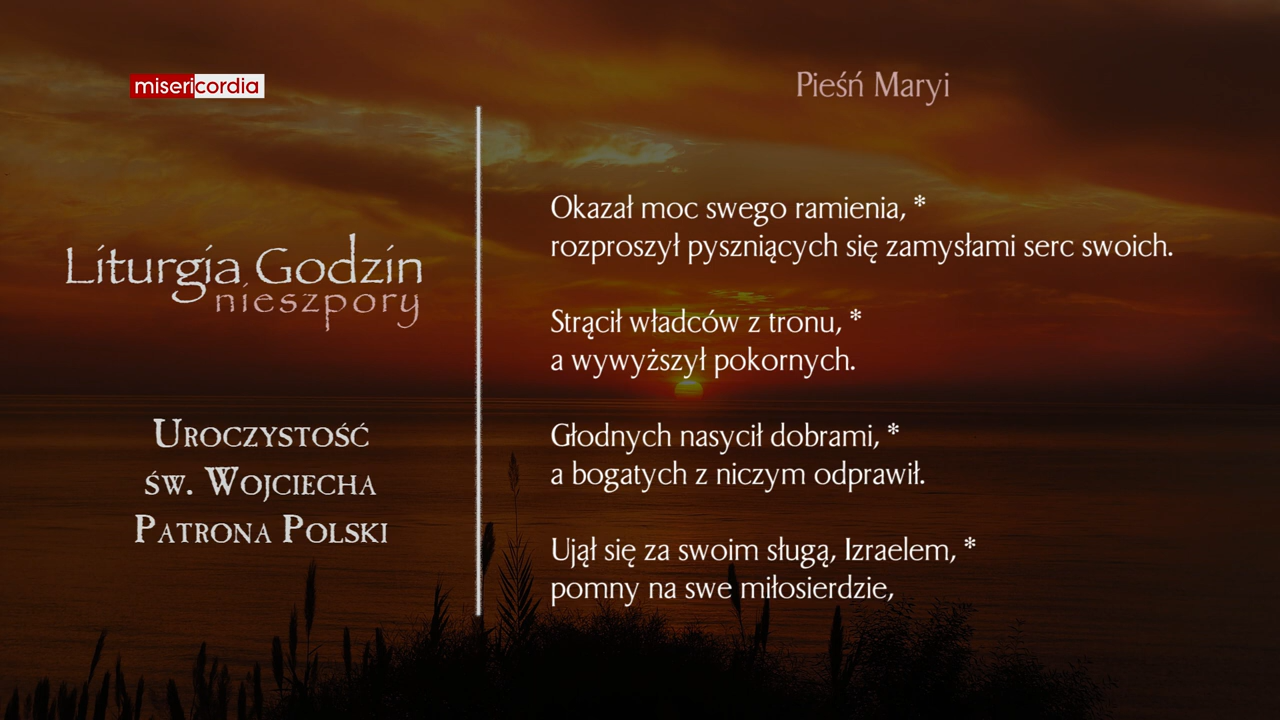 misericordia
Liturgia Godzin
nieszpory
Uroczystość
św. Wojciecha
Patrona Polski
Pieśń Maryi
Okazał moc swego ramienia, *
rozproszył pyszniących się zamysłami serc swoich.
Strącił władców z tronu, *
a wywyższył pokornych.
Głodnych nasycił dobrami, *
a bogatych z niczym odprawił.
Ujął się za swoim sługą, Izraelem, *
pomny na swe miłosierdzie,